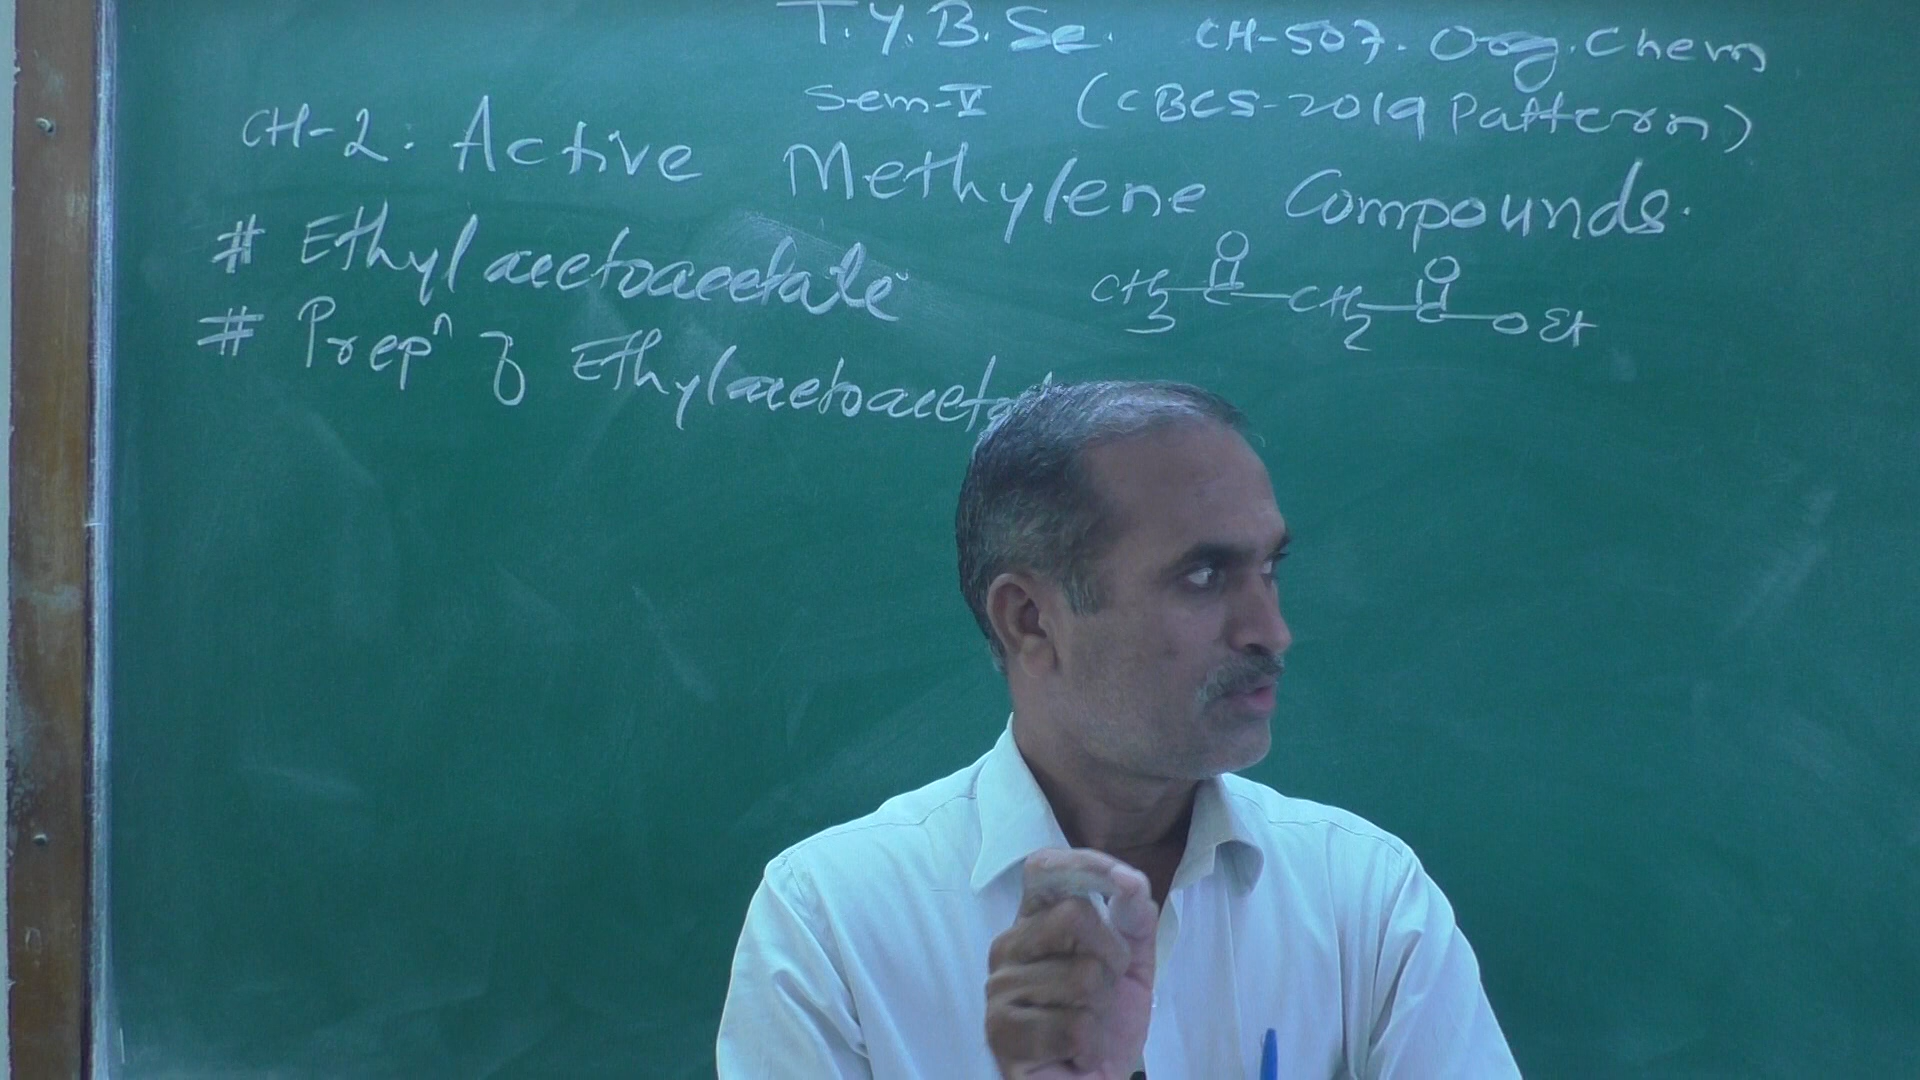 T.Y.B.Sc. CH-507. Org. Chem
Sem-V (CBCS-2019 Pattern)
CH-2. Active Methylene Compounds.
# Ethylacetoacetate
O O
CH3-C-CH2-C-OEt
# Prepn of Ethylacetoaceta